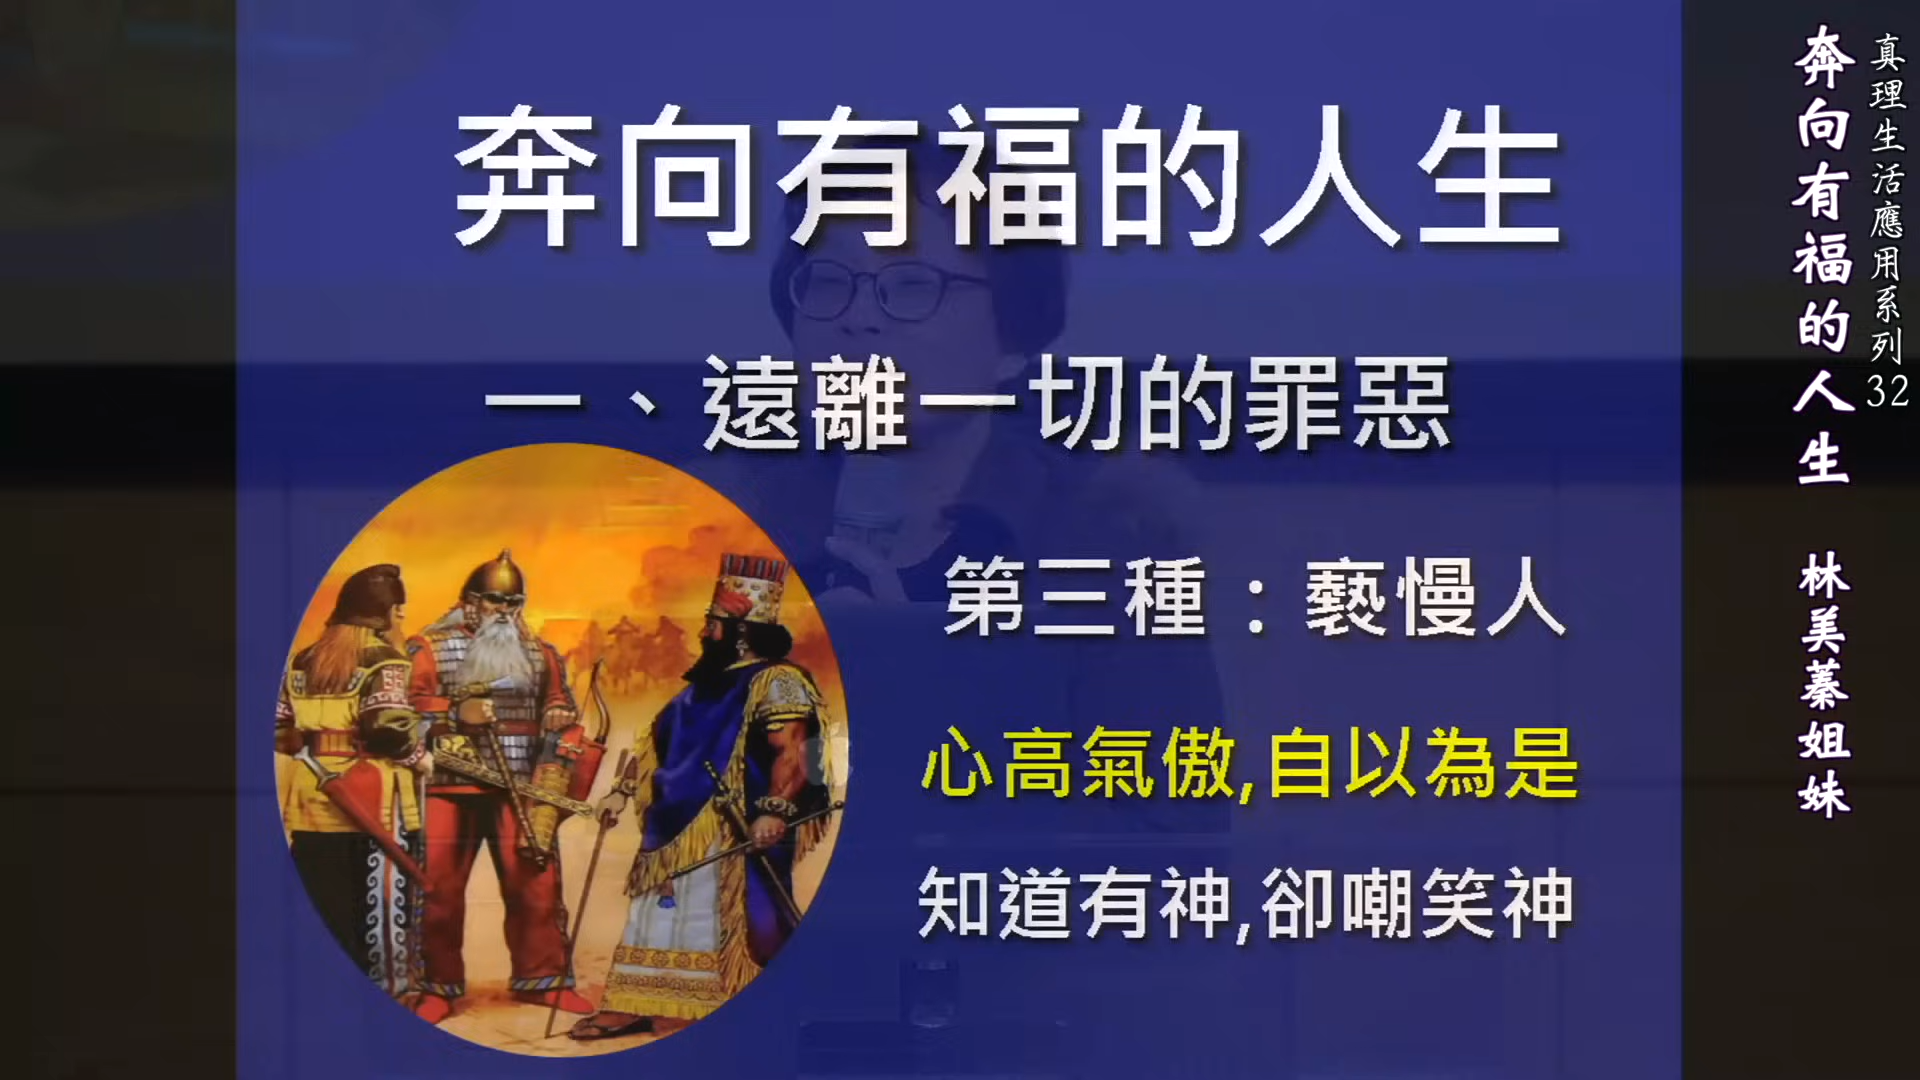 奔向有福的人生
一、遠離一切的罪惡
第三種：褻慢人
心高氣傲,自以為是
知道有神,卻嘲笑神
真理生活應用系列32
奔向有福的人生 林美蓁姐妹